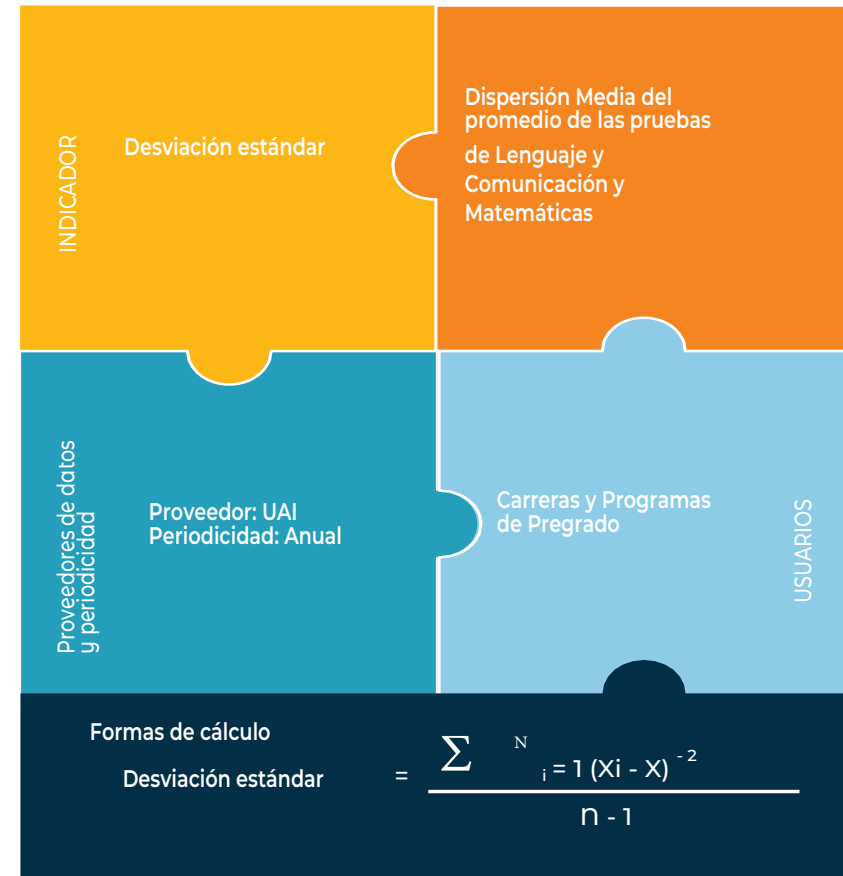 INDICADOR
Desviación estándar
Dispersión Media del
promedio de las pruebas
de Lenguaje y
Comunicación y
Matemáticas
Proveedores de datos
y periodicidad
Proveedor: UAI
Periodicidad: Anual
Carreras y Programas
de Pregrado
USUARIOS
Formas de cálculo
Desviación estándar = Σ N i = 1 (Xi - X) - 2
n - 1